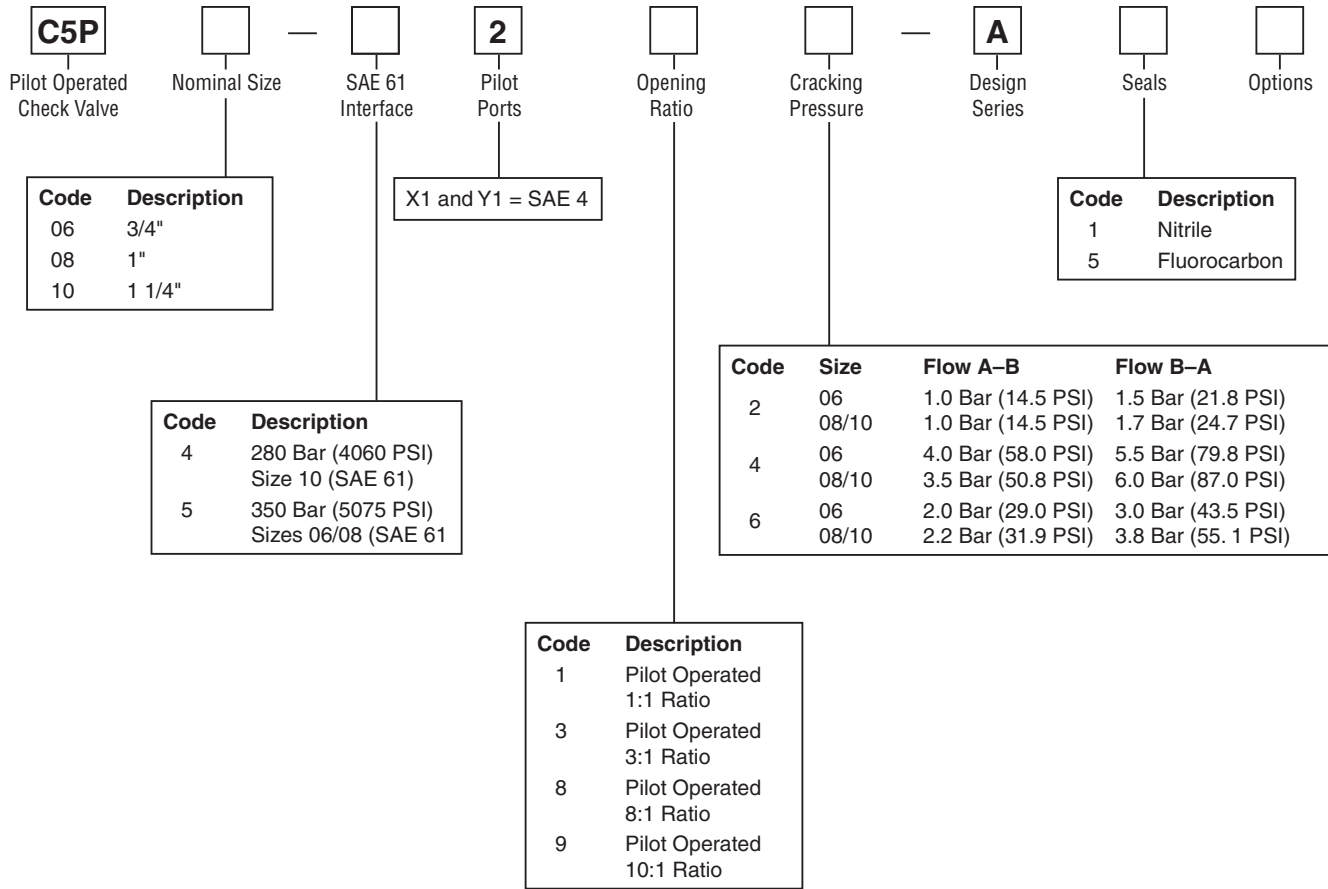 C5P — 2 — A
Pilot Operated Check Valve
Nominal Size
SAE 61 Interface
Pilot Ports
Opening Ratio
Cracking Pressure
Design Series
Seals
Options
Code Description
06 3/4"
08 1"
10 1 1/4"
X1 and Y1 = SAE 4
Code Description
1 Nitrile
5 Fluorocarbon
Code Size Flow A–B Flow B–A
2 06 1.0 Bar (14.5 PSI) 1.5 Bar (21.8 PSI)
08/10 1.0 Bar (14.5 PSI) 1.7 Bar (24.7 PSI)
4 06 4.0 Bar (58.0 PSI) 5.5 Bar (79.8 PSI)
08/10 3.5 Bar (50.8 PSI) 6.0 Bar (87.0 PSI)
6 06 2.0 Bar (29.0 PSI) 3.0 Bar (43.5 PSI)
08/10 2.2 Bar (31.9 PSI) 3.8 Bar (55. 1 PSI)
Code Description
4 280 Bar (4060 PSI)
Size 10 (SAE 61)
5 350 Bar (5075 PSI)
Sizes 06/08 (SAE 61
Code Description
1 Pilot Operated
1:1 Ratio
3 Pilot Operated
3:1 Ratio
8 Pilot Operated
8:1 Ratio
9 Pilot Operated
10:1 Ratio